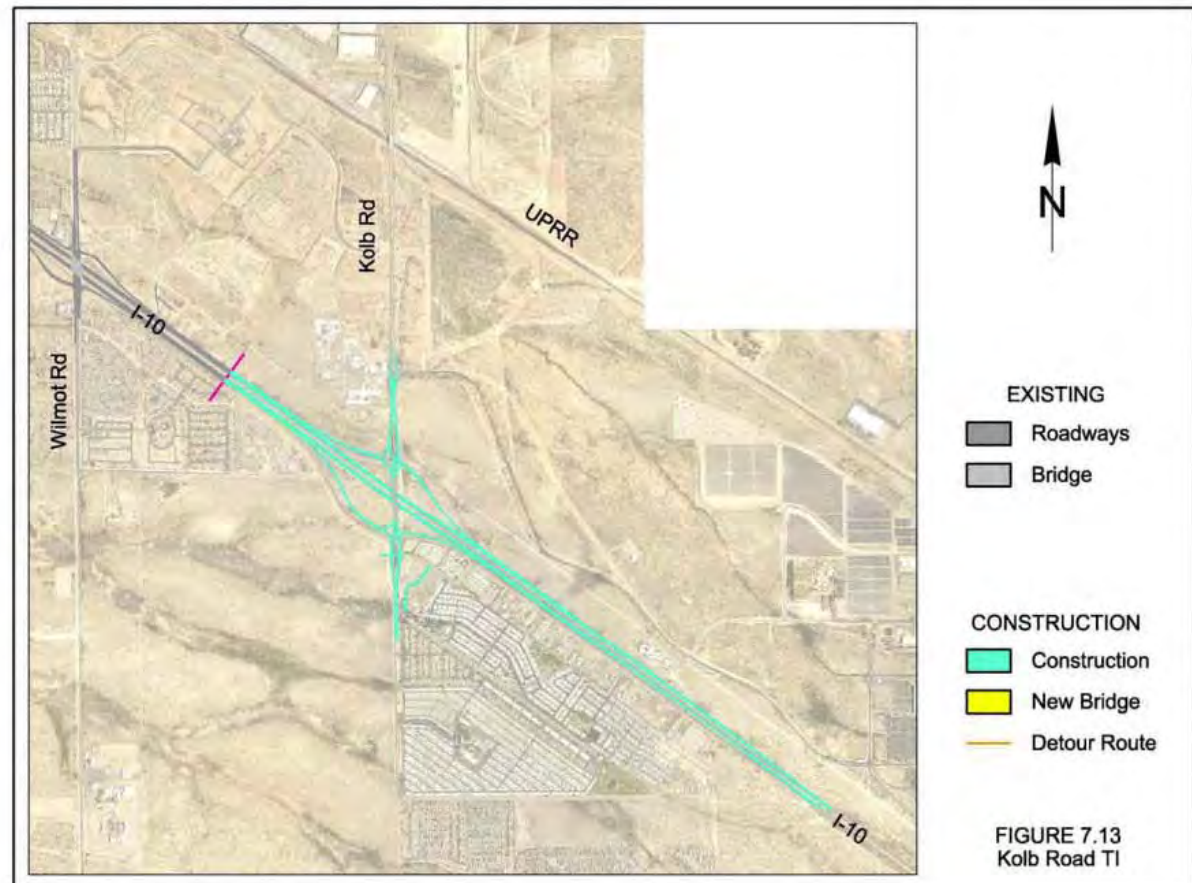 UPRR
Kolb Rd
I-10
Wilmot Rd
I-10
N
EXISTING
Roadways
Bridge
CONSTRUCTION
Construction
New Bridge
Detour Route
FIGURE 7.13
Kolb Road TI